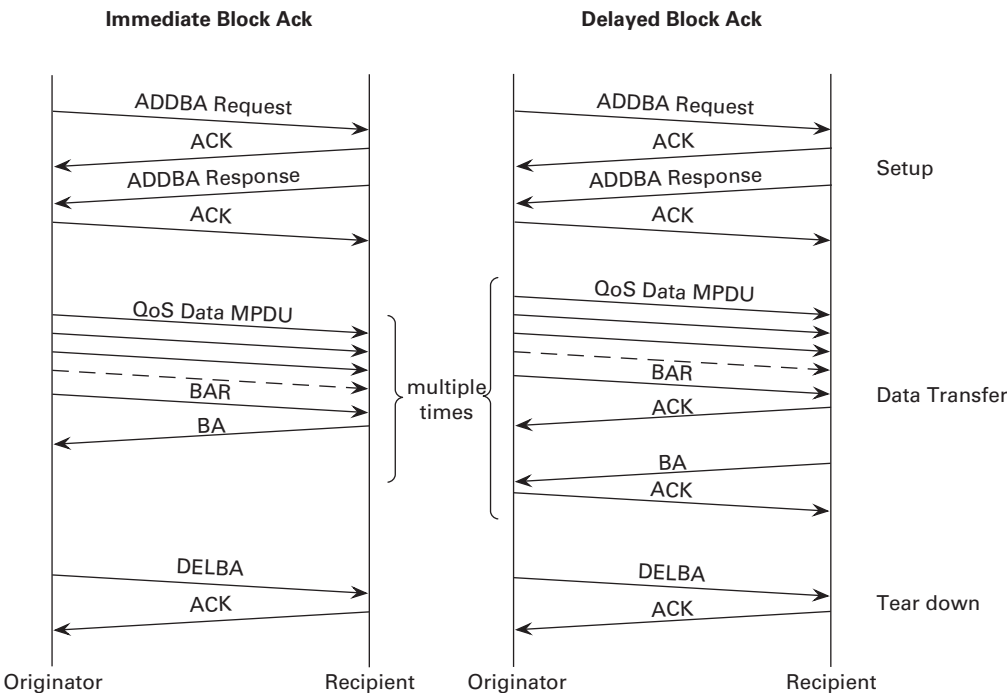 Immediate Block Ack
Delayed Block Ack
ADDBA Request
ACK
ADDBA Response
ACK
QoS Data MPDU
BAR
BA
multiple
times
DELBA
ACK
Originator
Recipient
ADDBA Request
ACK
ADDBA Response
ACK
QoS Data MPDU
BAR
ACK
BA
ACK
DELBA
ACK
Originator
Recipient
Setup
Data Transfer
Tear down